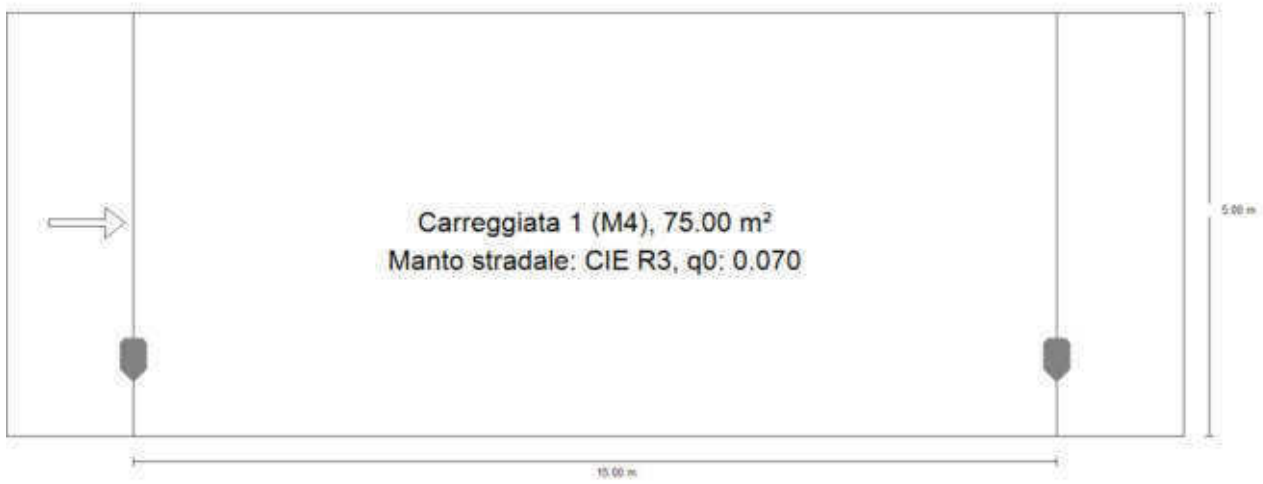 Carreggiata 1 (M4), 75.00 m²
Manto stradale: CIE R3, q0: 0.070
5.00 m
15.00 m